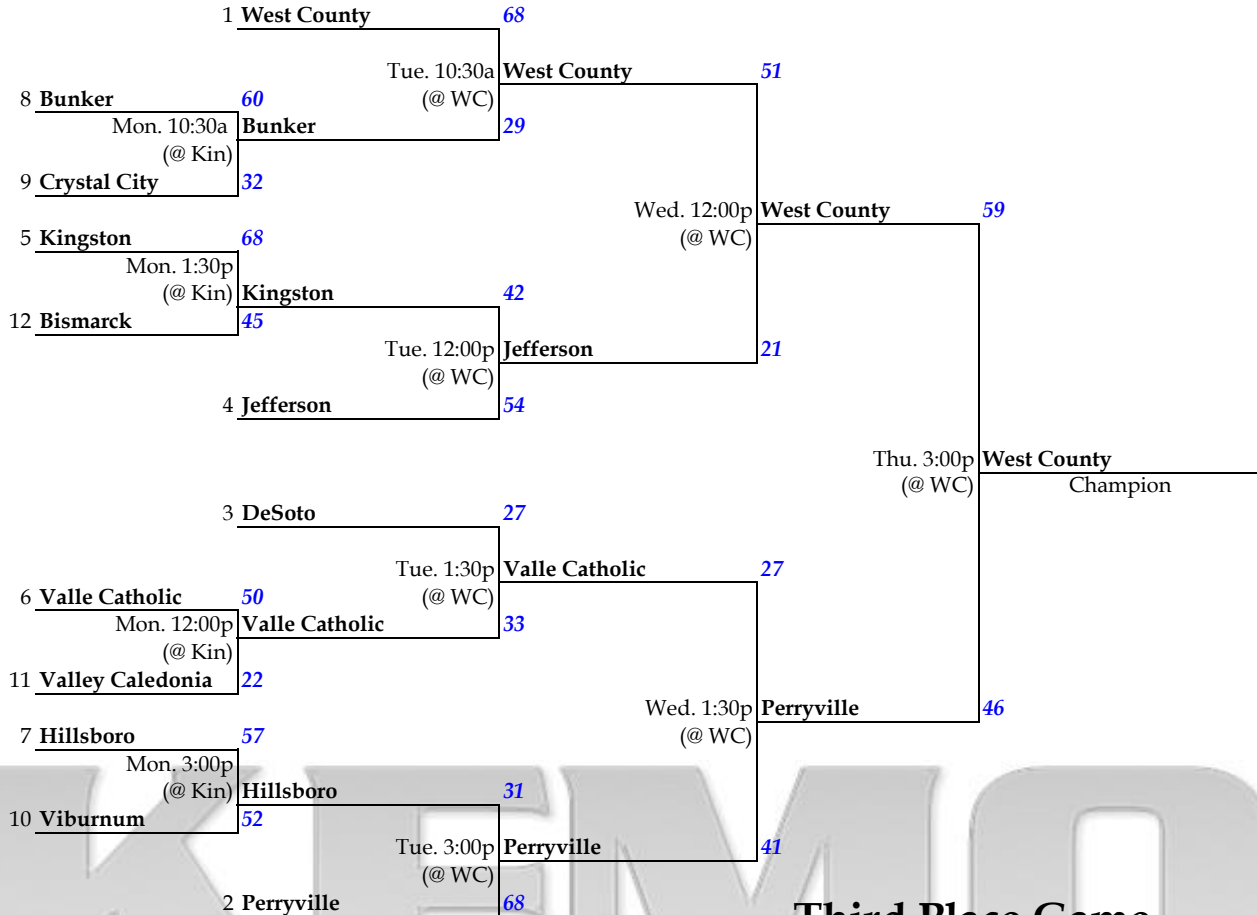 1 West County 68
Tue. 10:30a West County 51
8 Bunker 60 (@ WC)
Mon. 10:30a Bunker 29
(@ Kin)
9 Crystal City 32
Wed. 12:00p West County 59
5 Kingston 68 (@ WC)
Mon. 1:30p
(@ Kin) Kingston 42
12 Bismarck 45
Tue. 12:00p Jefferson 21
(@ WC)
4 Jefferson 54
Thu. 3:00p West County
(@ WC) Champion
3 DeSoto 27
Tue. 1:30p Valle Catholic 27
6 Valle Catholic 50 (@ WC)
Mon. 12:00p Valle Catholic 33
(@ Kin)
11 Valley Caledonia 22
Wed. 1:30p Perryville 46
7 Hillsboro 57 (@ WC)
Mon. 3:00p
(@ Kin) Hillsboro 31
10 Viburnum 52
Tue. 3:00p Perryville 41
(@ WC)
2 Perryville 68
Third Place Game
KFMO